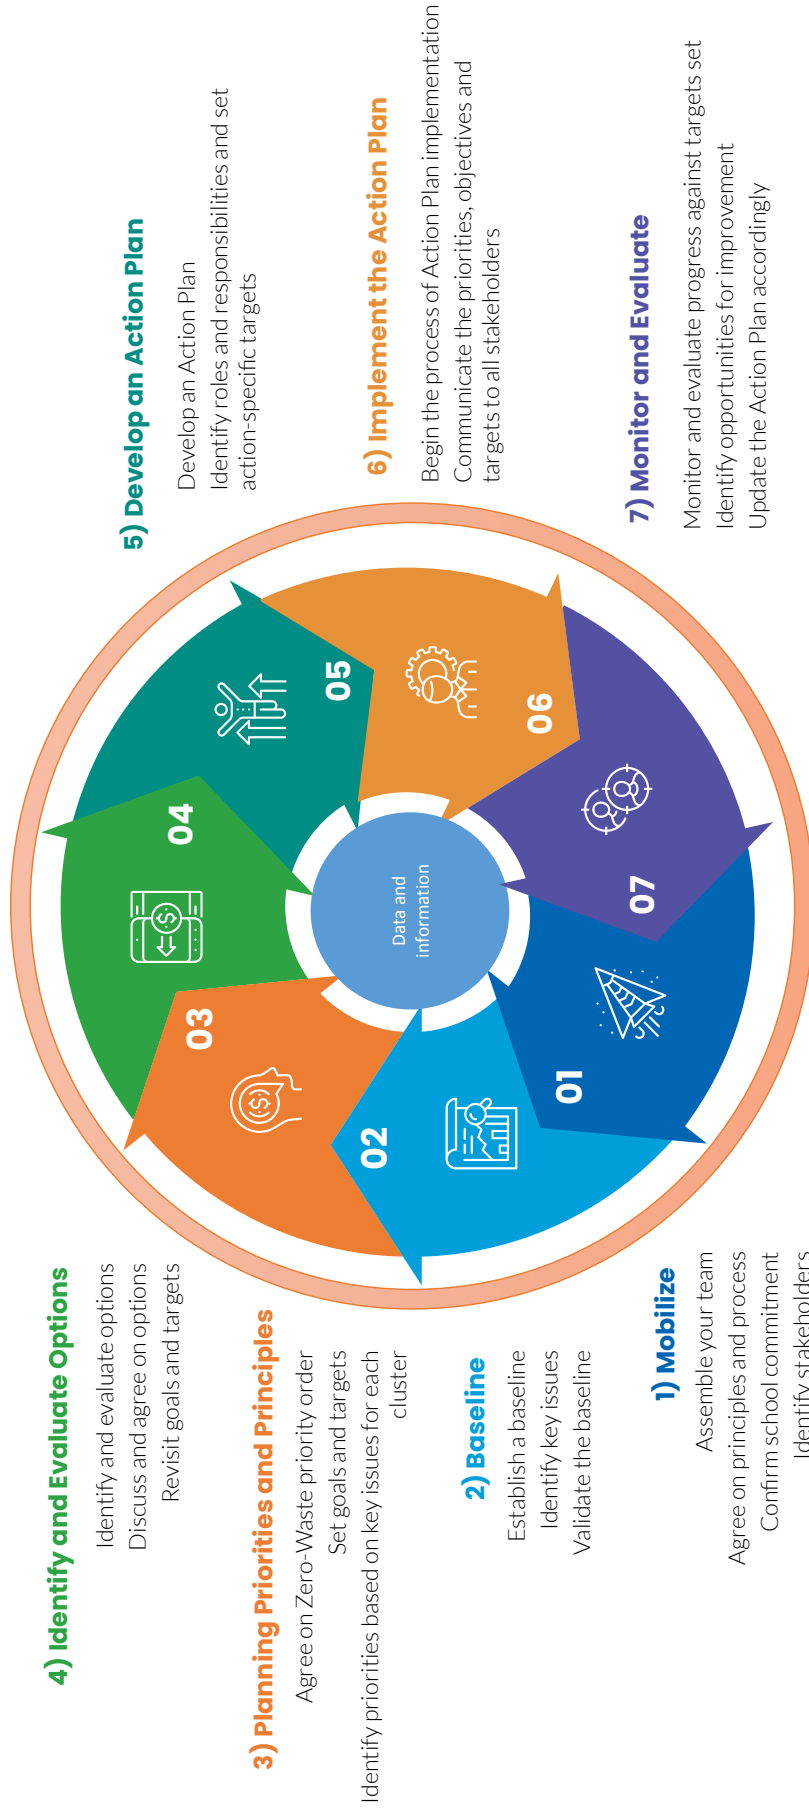 4) Identify and Evaluate Options
Identify and evaluate options
Discuss and agree on options
Revisit goals and targets
3) Planning Priorities and Principles
Agree on Zero-Waste priority order
Set goals and targets
Identify priorities based on key issues for each
cluster
2) Baseline
Establish a baseline
Identify key issues
Validate the baseline
1) Mobilize
Assemble your team
Agree on principles and process
Confirm school commitment
Identify stakeholders
01
02
03
04
05
06
07
Data and
information
5) Develop an Action Plan
Develop an Action Plan
Identify roles and responsibilities and set
action-specific targets
6) Implement the Action Plan
Begin the process of Action Plan implementation
Communicate the priorities, objectives and
targets to all stakeholders
7) Monitor and Evaluate
Monitor and evaluate progress against targets set
Identify opportunities for improvement
Update the Action Plan accordingly